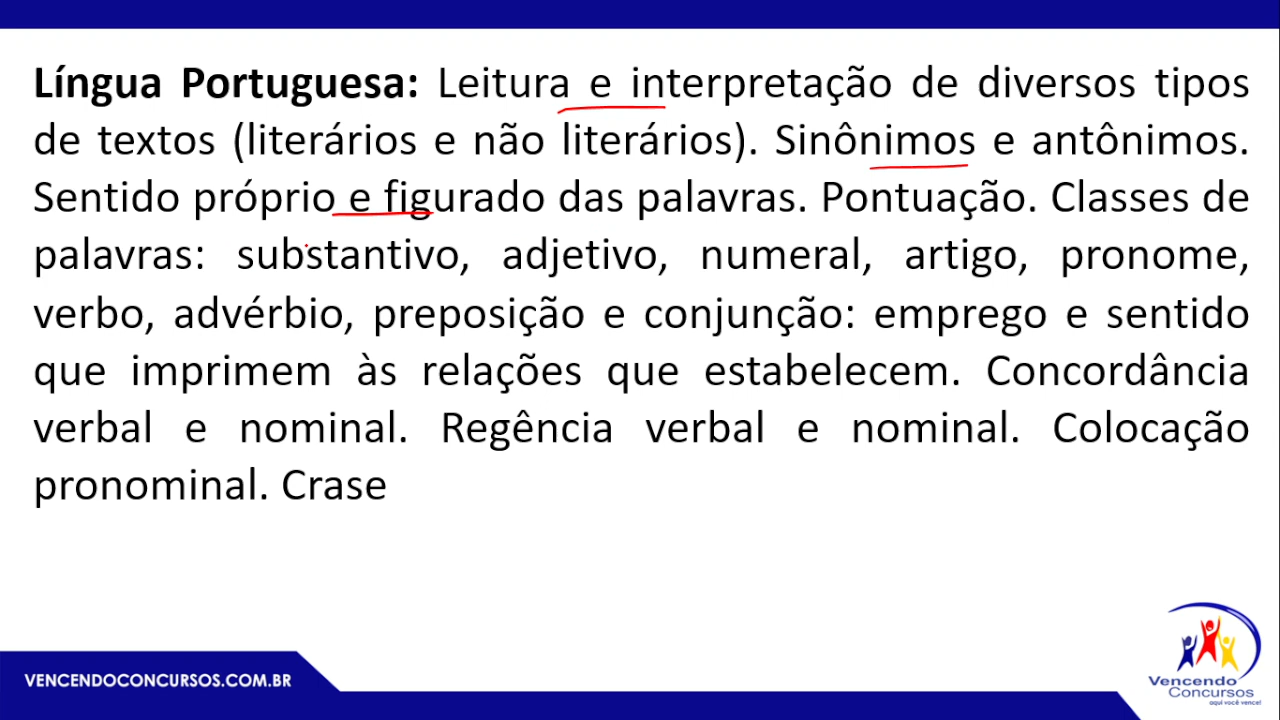 Língua Portuguesa: Leitura e interpretação de diversos tipos
de textos (literários e não literários). Sinônimos e antônimos.
Sentido próprio e figurado das palavras. Pontuação. Classes de
palavras: substantivo, adjetivo, numeral, artigo, pronome,
verbo, advérbio, preposição e conjunção: emprego e sentido
que imprimem às relações que estabelecem. Concordância
verbal e nominal. Regência verbal e nominal. Colocação
pronominal. Crase
VENCENDOCONCURSOS.COM.BR
Vencendo
Concursos
aqui você vence!